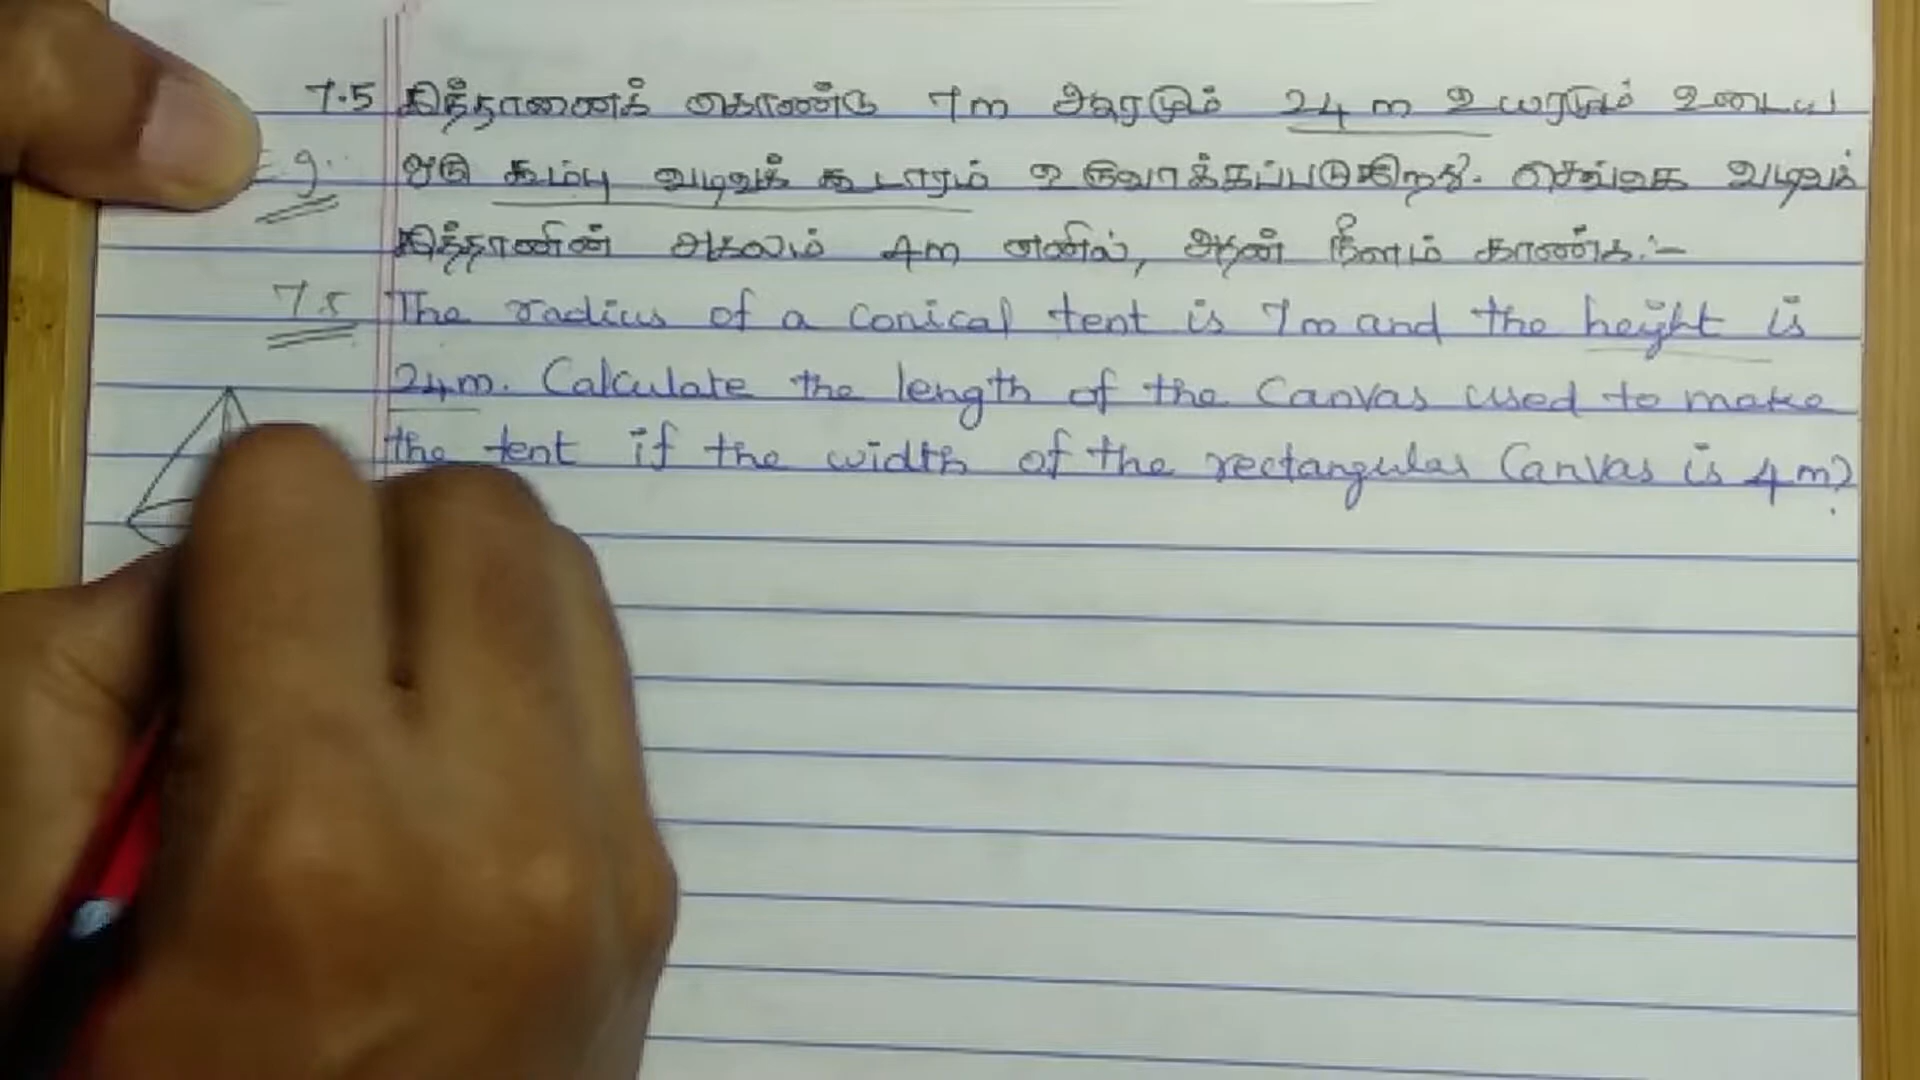 7.5 கித்தானைக் கொண்டு 7m ஆரமும் 24 m உயரமும் உடைய
E.g. ஒரு கூம்பு வடிவக் கூடாரம் உருவாக்கப்படுகிறது. செவ்வக வடிவக்
கித்தானின் அகலம் 4m எனில், அதன் நீளம் காண்க:-
7.5 The radius of a conical tent is 7m and the height is
24m. Calculate the length of the Canvas used to make
the tent if the width of the rectangular Canvas is 4m?